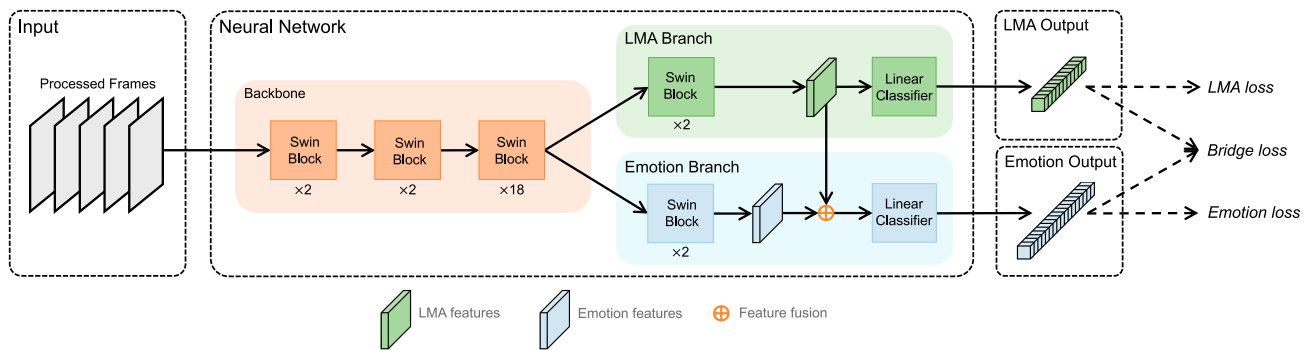 Input
Processed Frames
Neural Network
Backbone
Swin
Block
×2
Swin
Block
×2
Swin
Block
×18
LMA Branch
Swin
Block
×2
Linear
Classifier
Emotion Branch
Swin
Block
×2
Linear
Classifier
LMA Output
Emotion Output
LMA loss
Bridge loss
Emotion loss
LMA features
Emotion features
Feature fusion